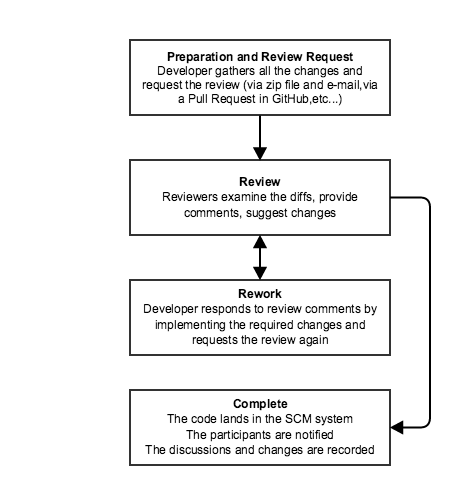 Preparation and Review Request
Developer gathers all the changes and
request the review (via zip file and e-mail,via
a Pull Request in GitHub,etc...)
Review
Reviewers examine the diffs, provide
comments, suggest changes
Rework
Developer responds to review comments by
implementing the required changes and
requests the review again
Complete
The code lands in the SCM system
The participants are notified
The discussions and changes are recorded